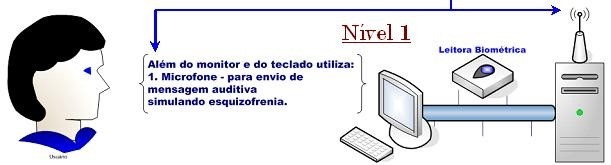 Nível 1
Além do monitor e do teclado utiliza:
1. Microfone - para envio de
mensagem auditiva
simulando esquizofrenia.
Leitora Biométrica
Usuário